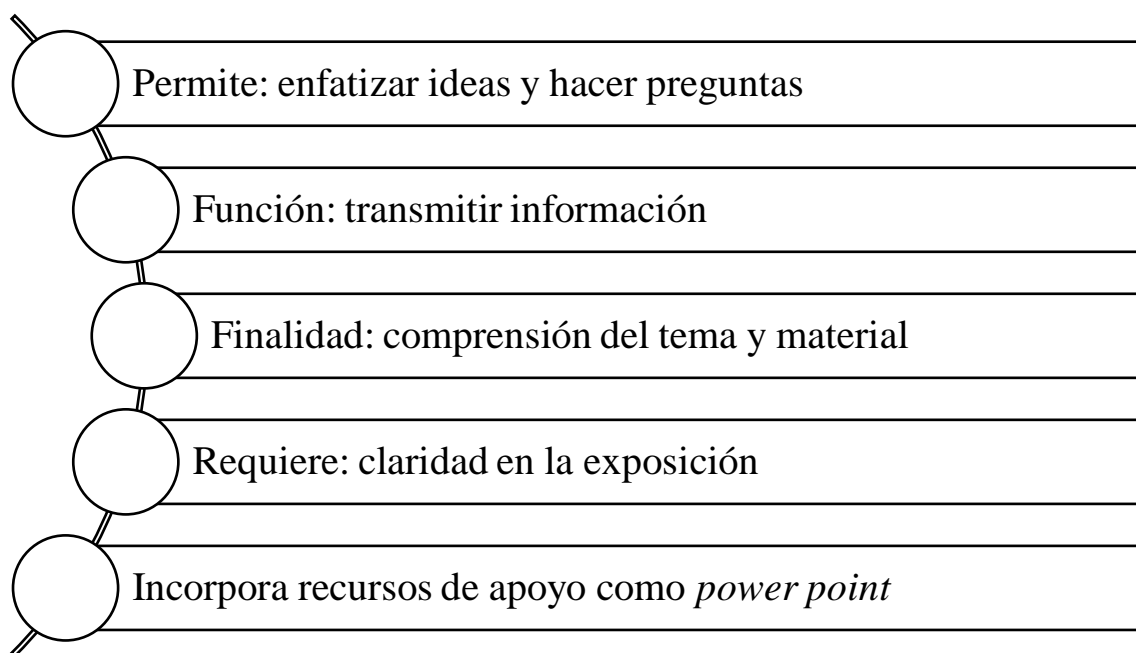 Permite: enfatizar ideas y hacer preguntas
Función: transmitir información
Finalidad: comprensión del tema y material
Requiere: claridad en la exposición
Incorpora recursos de apoyo como power point